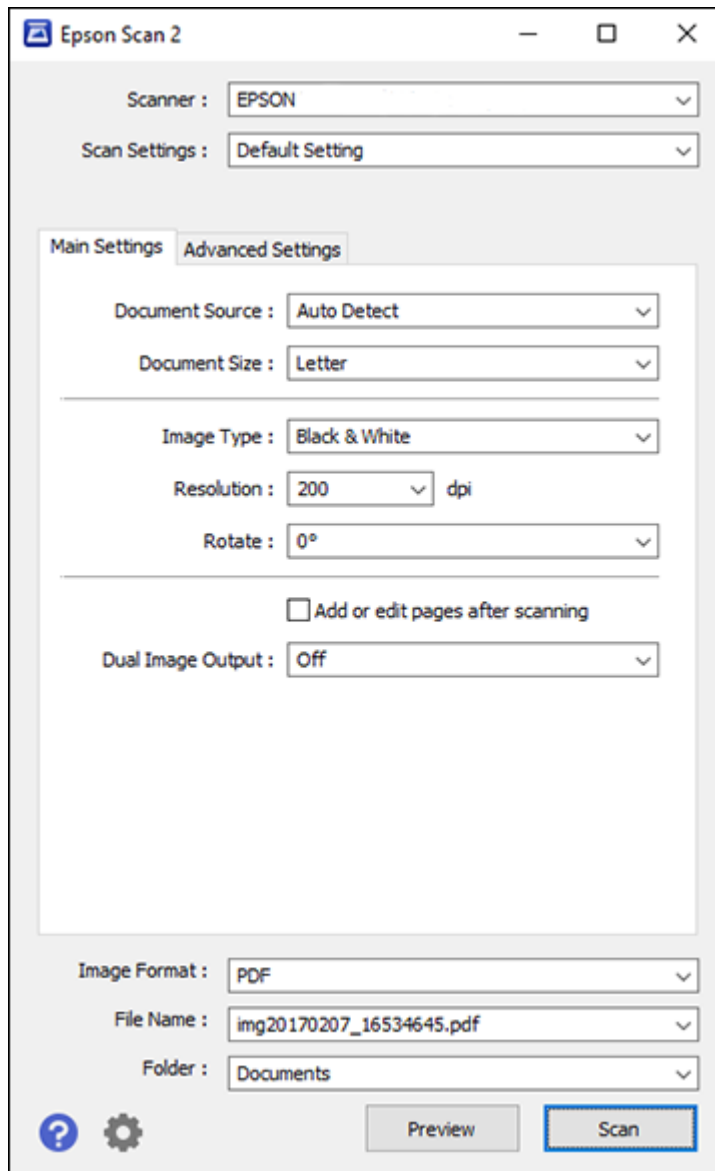 Epson Scan 2
Scanner : EPSON
Scan Settings : Default Setting
Main Settings Advanced Settings
Document Source : Auto Detect
Document Size : Letter
Image Type : Black & White
Resolution : 200 dpi
Rotate : 0°
Add or edit pages after scanning
Dual Image Output : Off
Image Format : PDF
File Name : img20170207_16534645.pdf
Folder : Documents
? Preview Scan